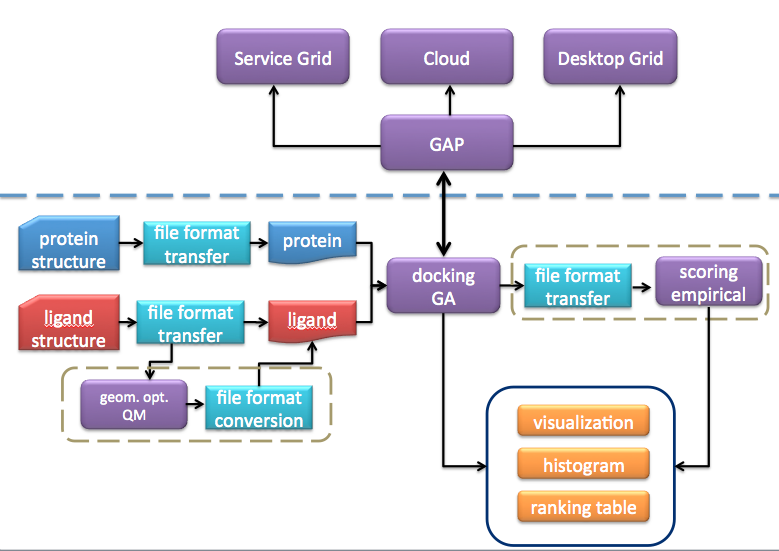 Service Grid
Cloud
Desktop Grid
GAP
protein
structure
file format
transfer
protein
docking
GA
file format
transfer
scoring
empirical
ligand
structure
file format
transfer
ligand
geom. opt.
QM
file format
conversion
visualization
histogram
ranking table